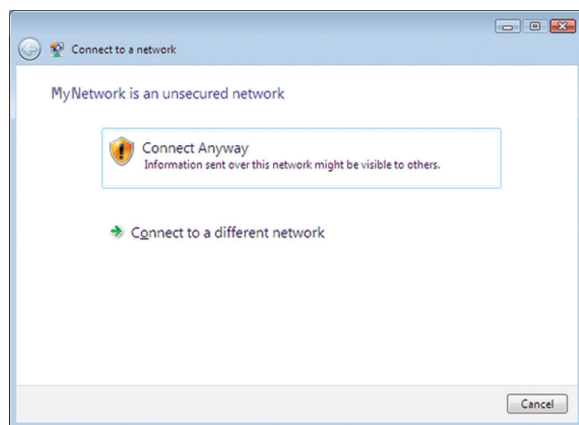 Connect to a network
MyNetwork is an unsecured network
Connect Anyway
Information sent over this network might be visible to others.
Connect to a different network
Cancel